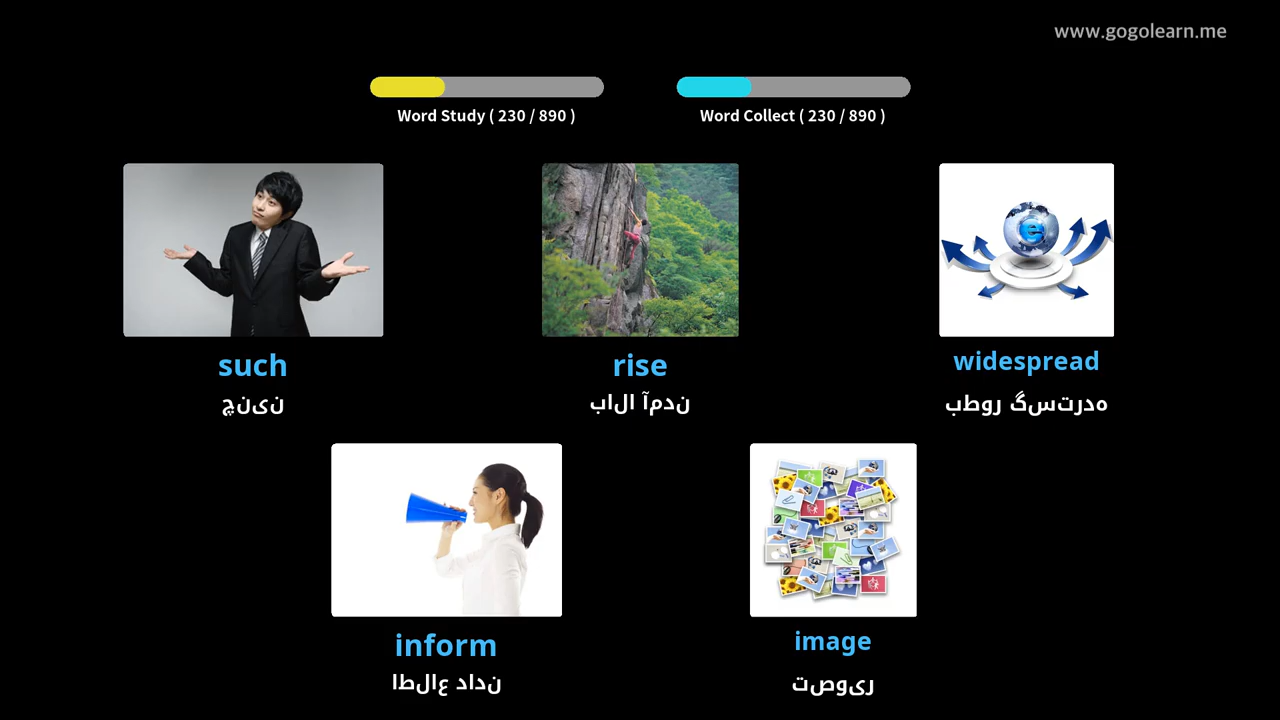 www.gogolearn.me
Word Study ( 230 / 890 )
Word Collect ( 230 / 890 )
such
چنین
rise
بالا آمدن
widespread
بطور گسترده
inform
اطلاع دادن
image
تصویر